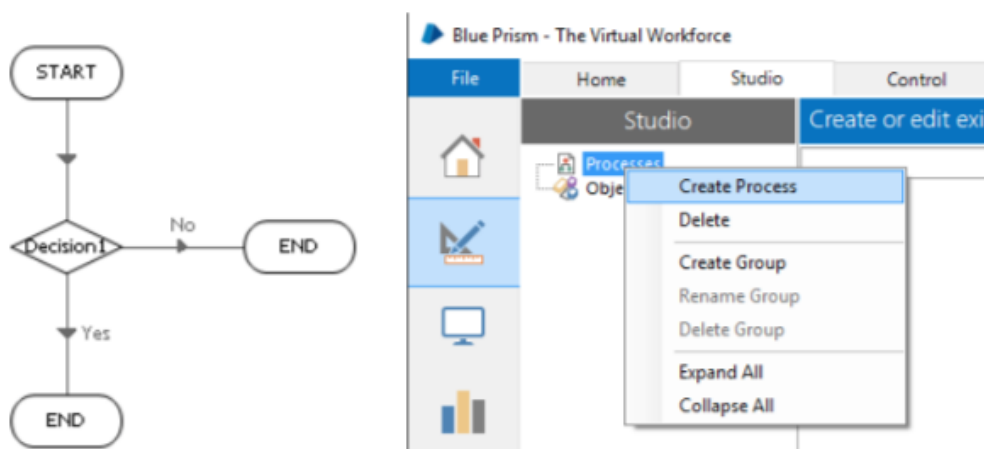 START
Decision1
No
END
Yes
END
Blue Prism - The Virtual Workforce
File
Home
Studio
Control
Studio
Create or edit exi
Processes
Obje
Create Process
Delete
Create Group
Rename Group
Delete Group
Expand All
Collapse All